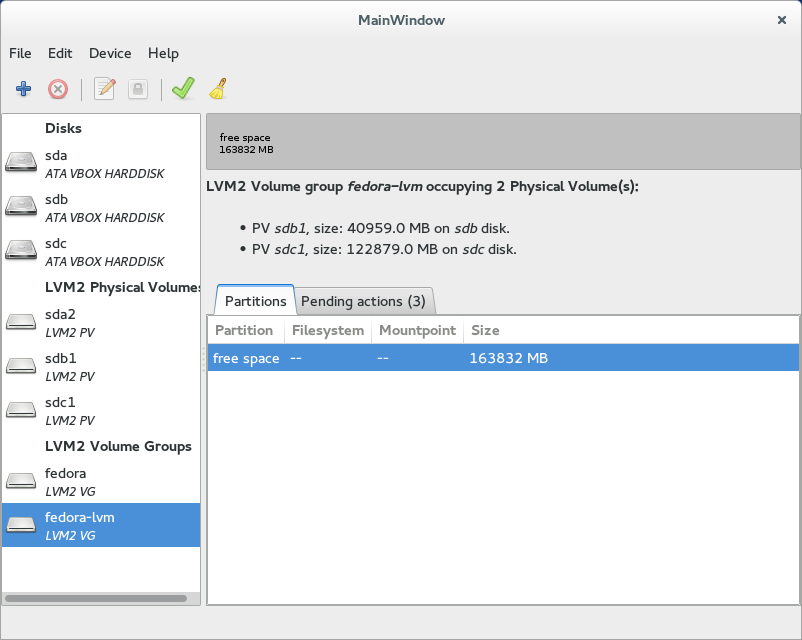 MainWindow
File Edit Device Help
Disks
sda
ATA VBOX HARDDISK
sdb
ATA VBOX HARDDISK
sdc
ATA VBOX HARDDISK
LVM2 Physical Volumes
sda2
LVM2 PV
sdb1
LVM2 PV
sdc1
LVM2 PV
LVM2 Volume Groups
fedora
LVM2 VG
fedora-lvm
LVM2 VG
free space
163832 MB
LVM2 Volume group fedora-lvm occupying 2 Physical Volume(s):
• PV sdb1, size: 40959.0 MB on sdb disk.
• PV sdc1, size: 122879.0 MB on sdc disk.
Partitions Pending actions (3)
Partition Filesystem Mountpoint Size
free space -- -- 163832 MB